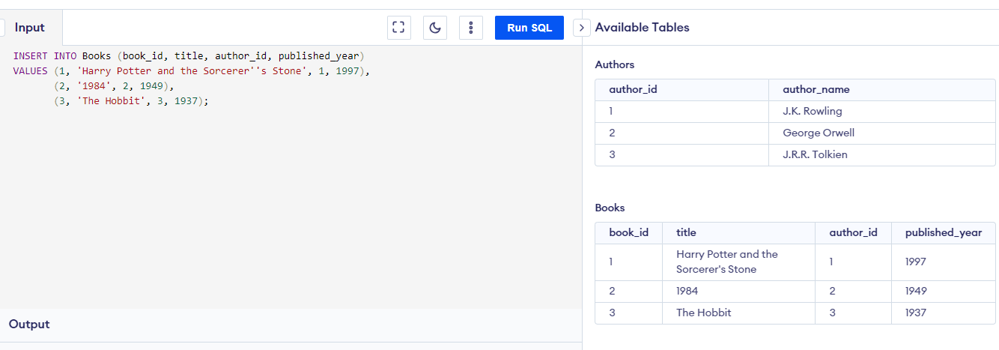 Input
Run SQL
INSERT INTO Books (book_id, title, author_id, published_year)
VALUES (1, 'Harry Potter and the Sorcerer''s Stone', 1, 1997),
(2, '1984', 2, 1949),
(3, 'The Hobbit', 3, 1937);
Output
Available Tables
Authors
author_id author_name
1 J.K. Rowling
2 George Orwell
3 J.R.R. Tolkien
Books
book_id title author_id published_year
1 Harry Potter and the Sorcerer's Stone 1 1997
2 1984 2 1949
3 The Hobbit 3 1937